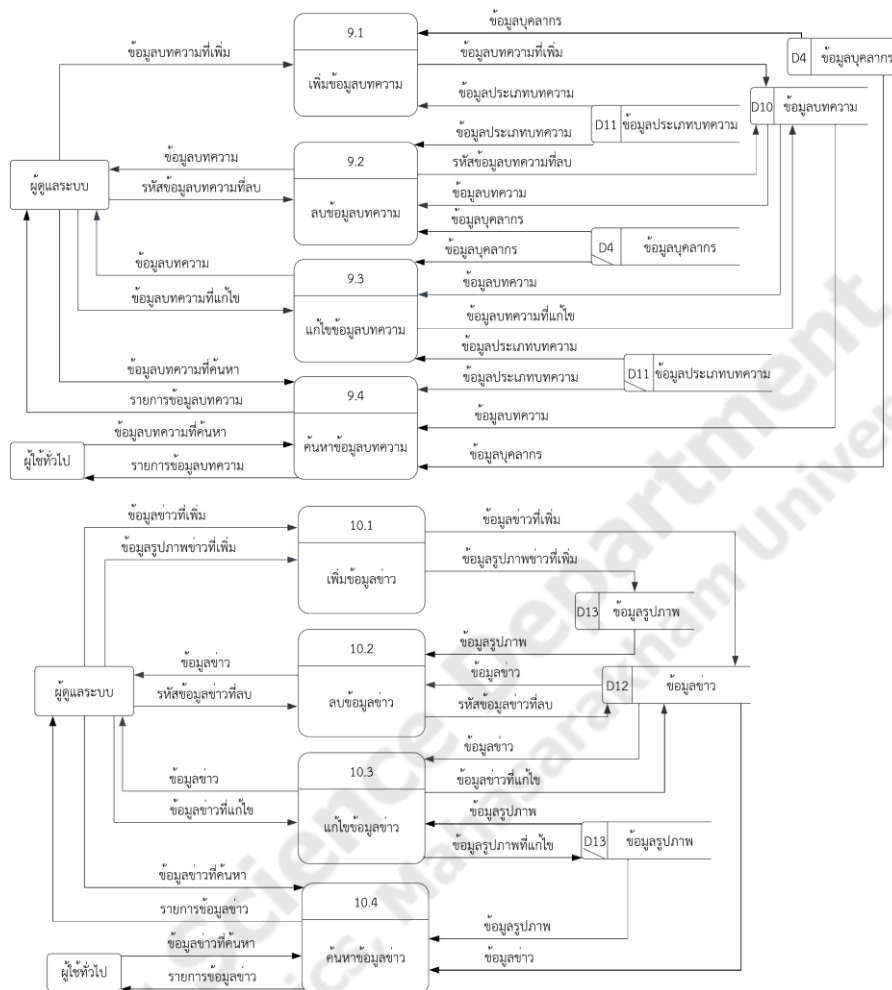 ข้อมูลบุคลากร
9.1
ข้อมูลบทความที่เพิ่ม
ข้อมูลบทความที่เพิ่ม
D4 ข้อมูลบุคลากร
เพิ่มข้อมูลบทความ
ข้อมูลประเภทบทความ
D10 ข้อมูลบทความ
D11 ข้อมูลประเภทบทความ
ข้อมูลประเภทบทความ
9.2
ข้อมูลบทความ
รหัสข้อมูลบทความที่ลบ
ผู้ดูแลระบบ
รหัสข้อมูลบทความที่ลบ
ข้อมูลบทความ
ลบข้อมูลบทความ
ข้อมูลบุคลากร
ข้อมูลบุคลากร
D4 ข้อมูลบุคลากร
ข้อมูลบทความ
9.3
ข้อมูลบทความ
ข้อมูลบทความที่แก้ไข
ข้อมูลบทความที่แก้ไข
แก้ไขข้อมูลบทความ
ข้อมูลประเภทบทความ
ข้อมูลบทความที่ค้นหา
D11 ข้อมูลประเภทบทความ
ข้อมูลประเภทบทความ
9.4
รายการข้อมูลบทความ
ข้อมูลบทความ
ข้อมูลบทความที่ค้นหา
ค้นหาข้อมูลบทความ
ผู้ใช้ทั่วไป
ข้อมูลบุคลากร
รายการข้อมูลบทความ
ข้อมูลข่าวที่เพิ่ม
10.1
ข้อมูลข่าวที่เพิ่ม
ข้อมูลรูปภาพข่าวที่เพิ่ม
ข้อมูลรูปภาพข่าวที่เพิ่ม
เพิ่มข้อมูลข่าว
D13 ข้อมูลรูปภาพ
ข้อมูลรูปภาพ
10.2
ข้อมูลข่าว
ข้อมูลข่าว
ผู้ดูแลระบบ
D12 ข้อมูลข่าว
รหัสข้อมูลข่าวที่ลบ
ลบข้อมูลข่าว
รหัสข้อมูลข่าวที่ลบ
ข้อมูลข่าว
10.3
ข้อมูลข่าว
ข้อมูลข่าวที่แก้ไข
ข้อมูลข่าวที่แก้ไข
ข้อมูลรูปภาพ
แก้ไขข้อมูลข่าว
D13 ข้อมูลรูปภาพ
ข้อมูลรูปภาพที่แก้ไข
ข้อมูลข่าวที่ค้นหา
10.4
รายการข้อมูลข่าว
ข้อมูลรูปภาพ
ข้อมูลข่าวที่ค้นหา
ค้นหาข้อมูลข่าว
ข้อมูลข่าว
ผู้ใช้ทั่วไป
รายการข้อมูลข่าว
Science Department
Mahasarakham Univer